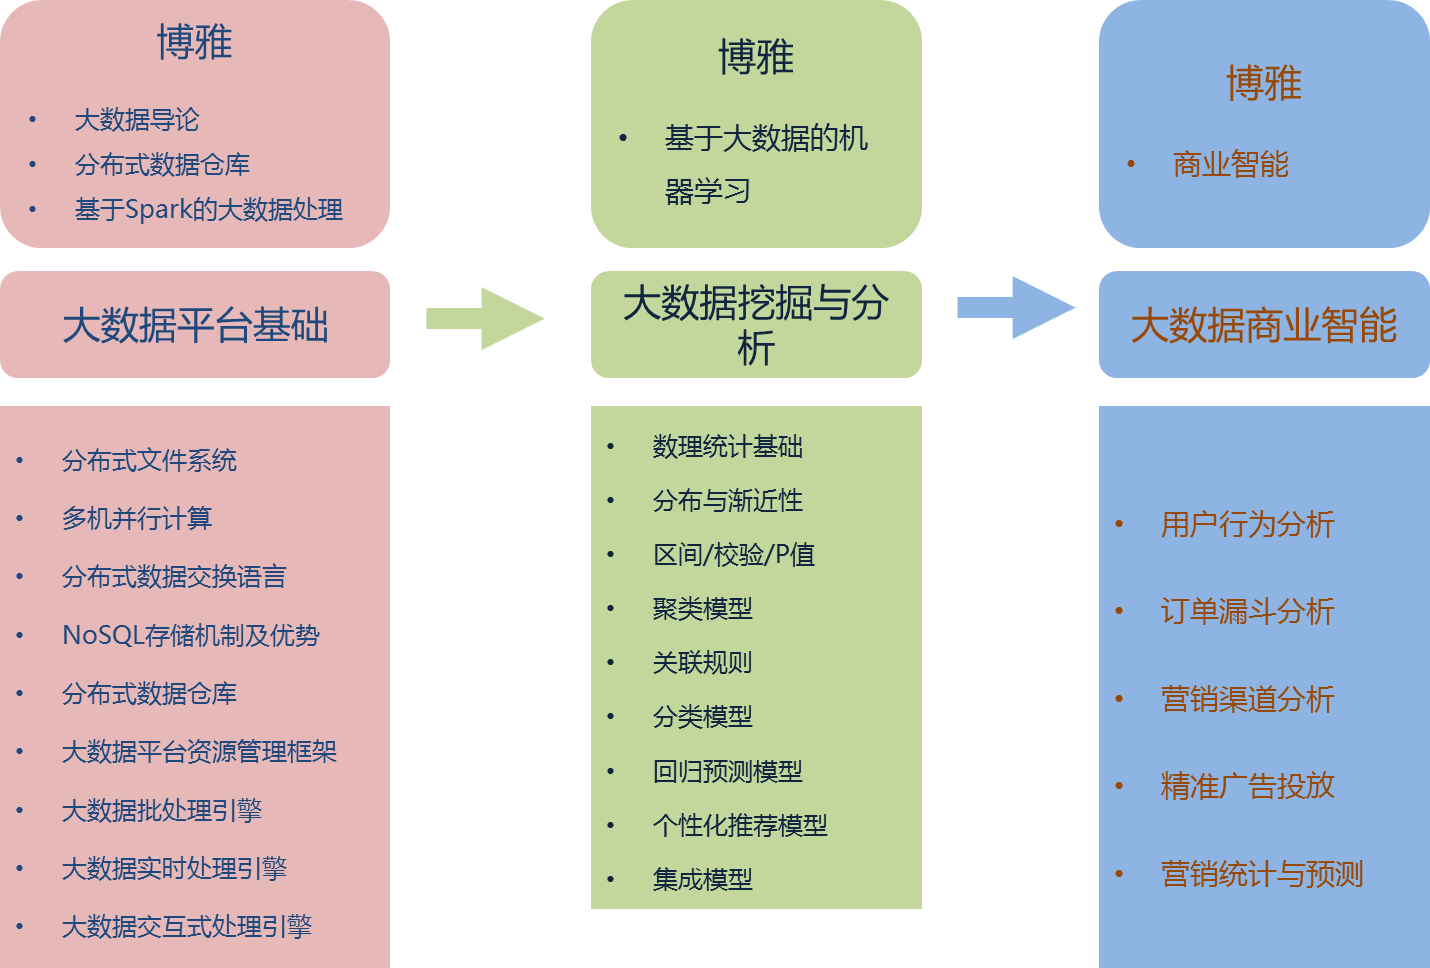 博雅
• 大数据导论
• 分布式数据仓库
• 基于Spark的大数据处理
大数据平台基础
• 分布式文件系统
• 多机并行计算
• 分布式数据交换语言
• NoSQL存储机制及优势
• 分布式数据仓库
• 大数据平台资源管理框架
• 大数据批处理引擎
• 大数据实时处理引擎
• 大数据交互式处理引擎
博雅
• 基于大数据的机
器学习
大数据挖掘与分
析
• 数理统计基础
• 分布与渐近性
• 区间/校验/P值
• 聚类模型
• 关联规则
• 分类模型
• 回归预测模型
• 个性化推荐模型
• 集成模型
博雅
• 商业智能
大数据商业智能
• 用户行为分析
• 订单漏斗分析
• 营销渠道分析
• 精准广告投放
• 营销统计与预测